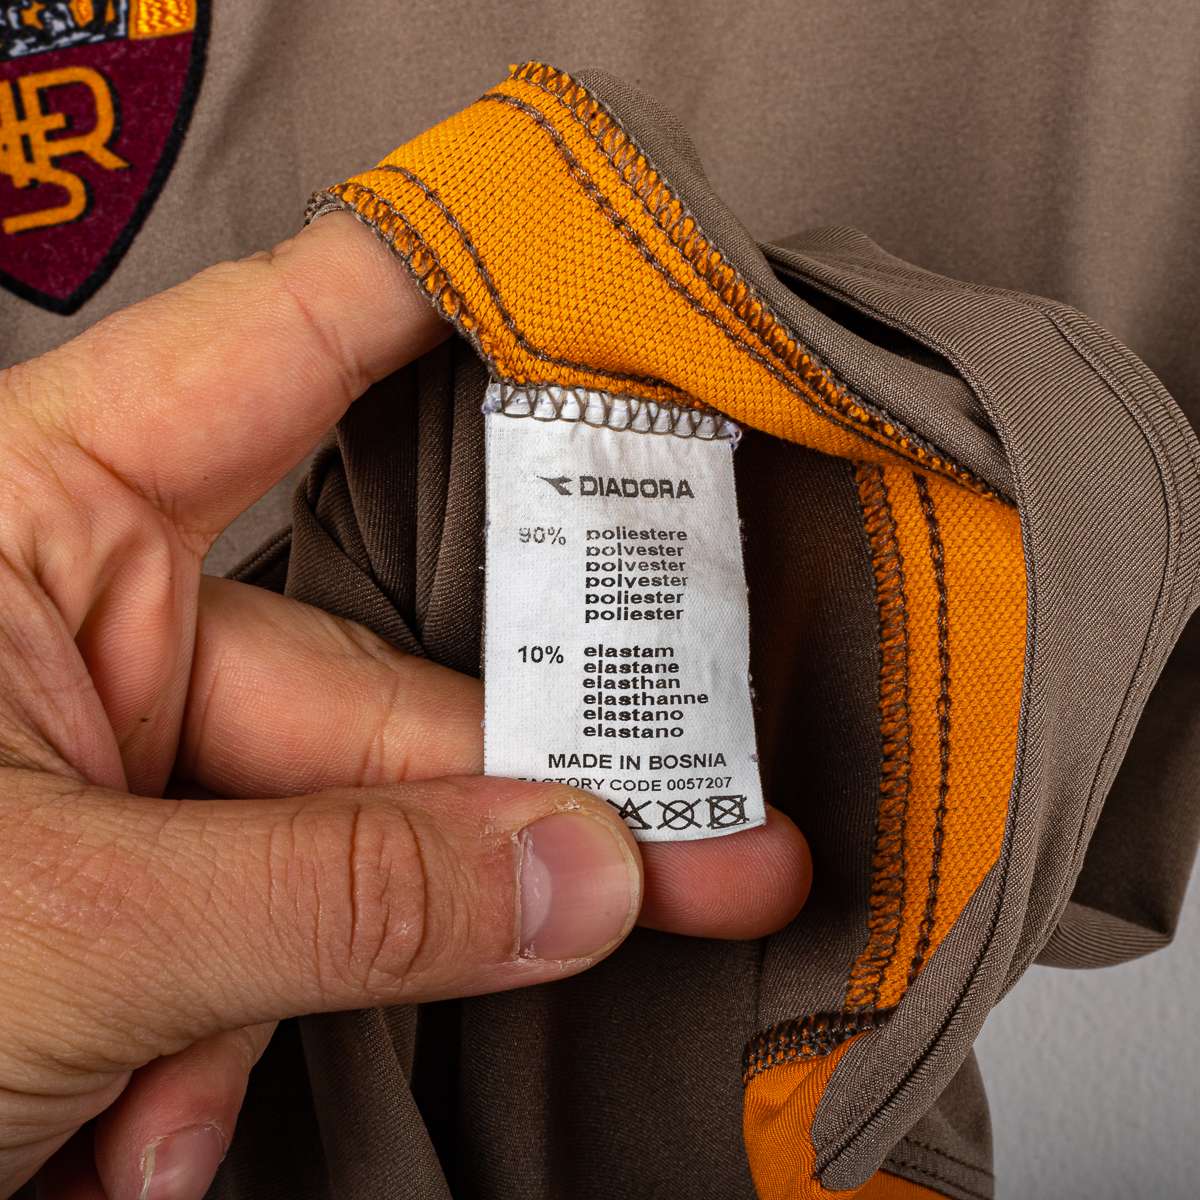 DIADORA
90% poliestere
polyester
polyester
polyester
poliester
poliester
10% elastam
elastane
elasthan
elasthanne
elastano
elastano
MADE IN BOSNIA
FACTORY CODE 0057207